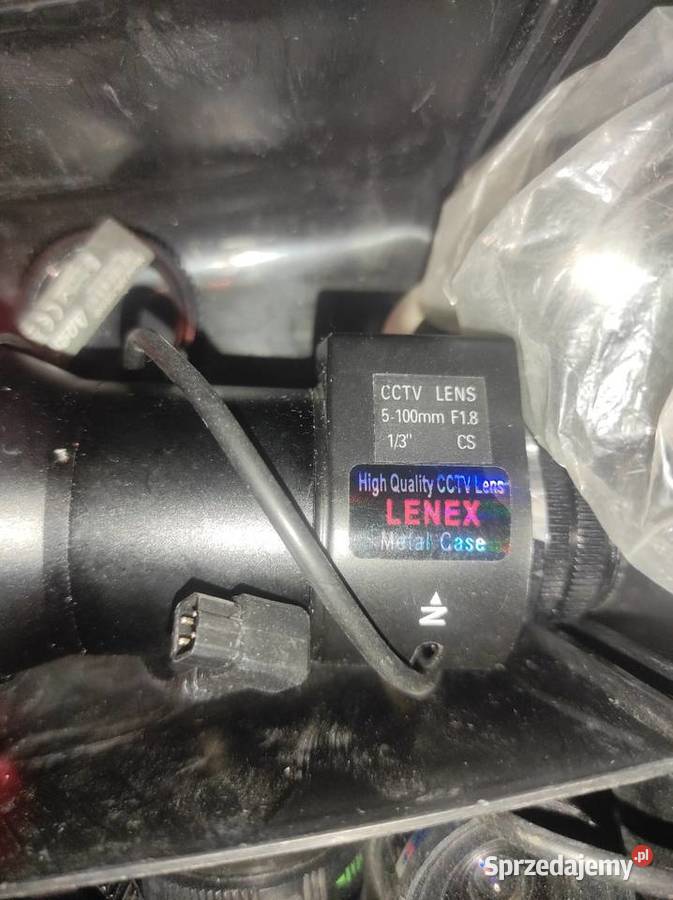 CCTV LENS
5-100mm F1.8
1/3" CS
High Quality CCTV Lens
LENEX
Metal Case
N
Sprzedajemy.pl